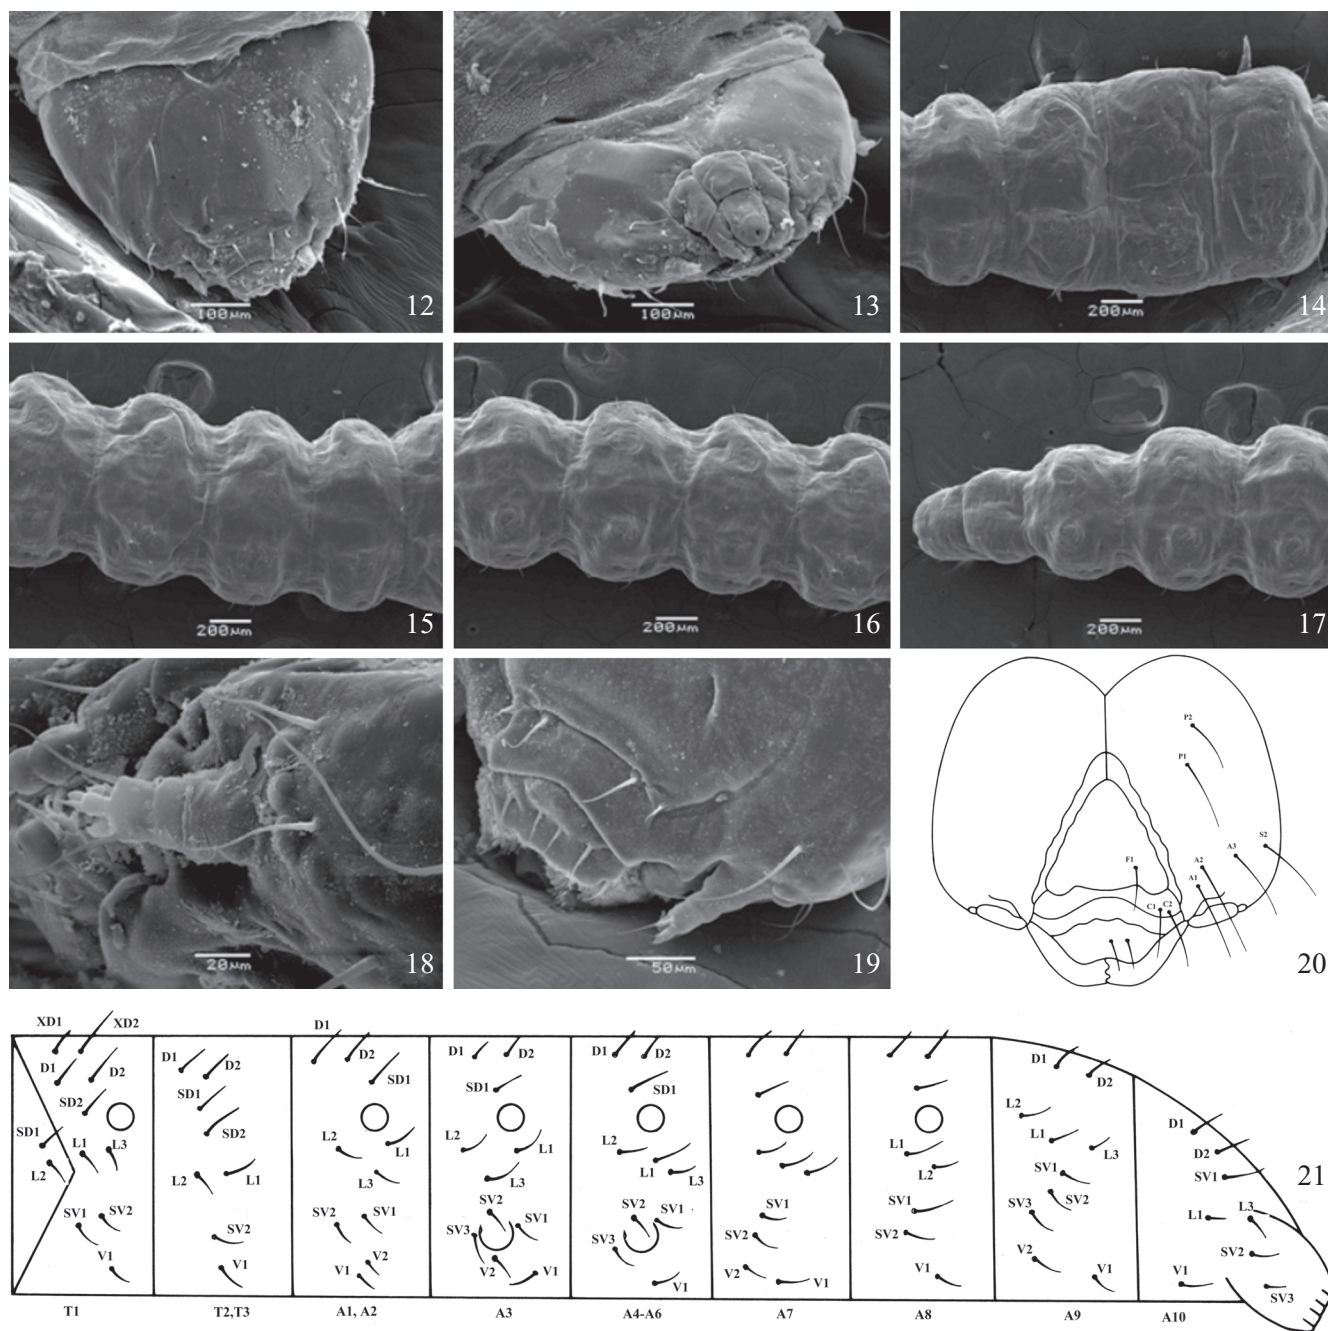 100µm 12
100µm 13
200µm 14
200µm 15
200µm 16
200µm 17
20µm 18
50µm 19
P2
P1
S2
A3
A2
F1
A1
C1 C2
20
XD1 XD2
D1 D2
SD2
SD1 L1 L3
L2
SV1 SV2
V1
T1
D1 D2
SD1
SD2
L2 L1
SV2
V1
T2,T3
D1
D2
SD1
L2 L1
L3
SV2 SV1
V2
V1
A1, A2
D1 D2
SD1
L2 L1
L3
SV2
SV3 SV1
V2 V1
A3
D1 D2
SD1
L2
L1 L3
SV2 SV1
SV3
V1
A4-A6
SV1
SV2
V2 V1
A7
L1
L2
SV1
SV2
V1
A8
D1
D2
L2
L1 L3
SV1
SV3 SV2
V2
V1
A9
D1
D2
SV1
L1 L3
SV2
V1 SV3
A10
21